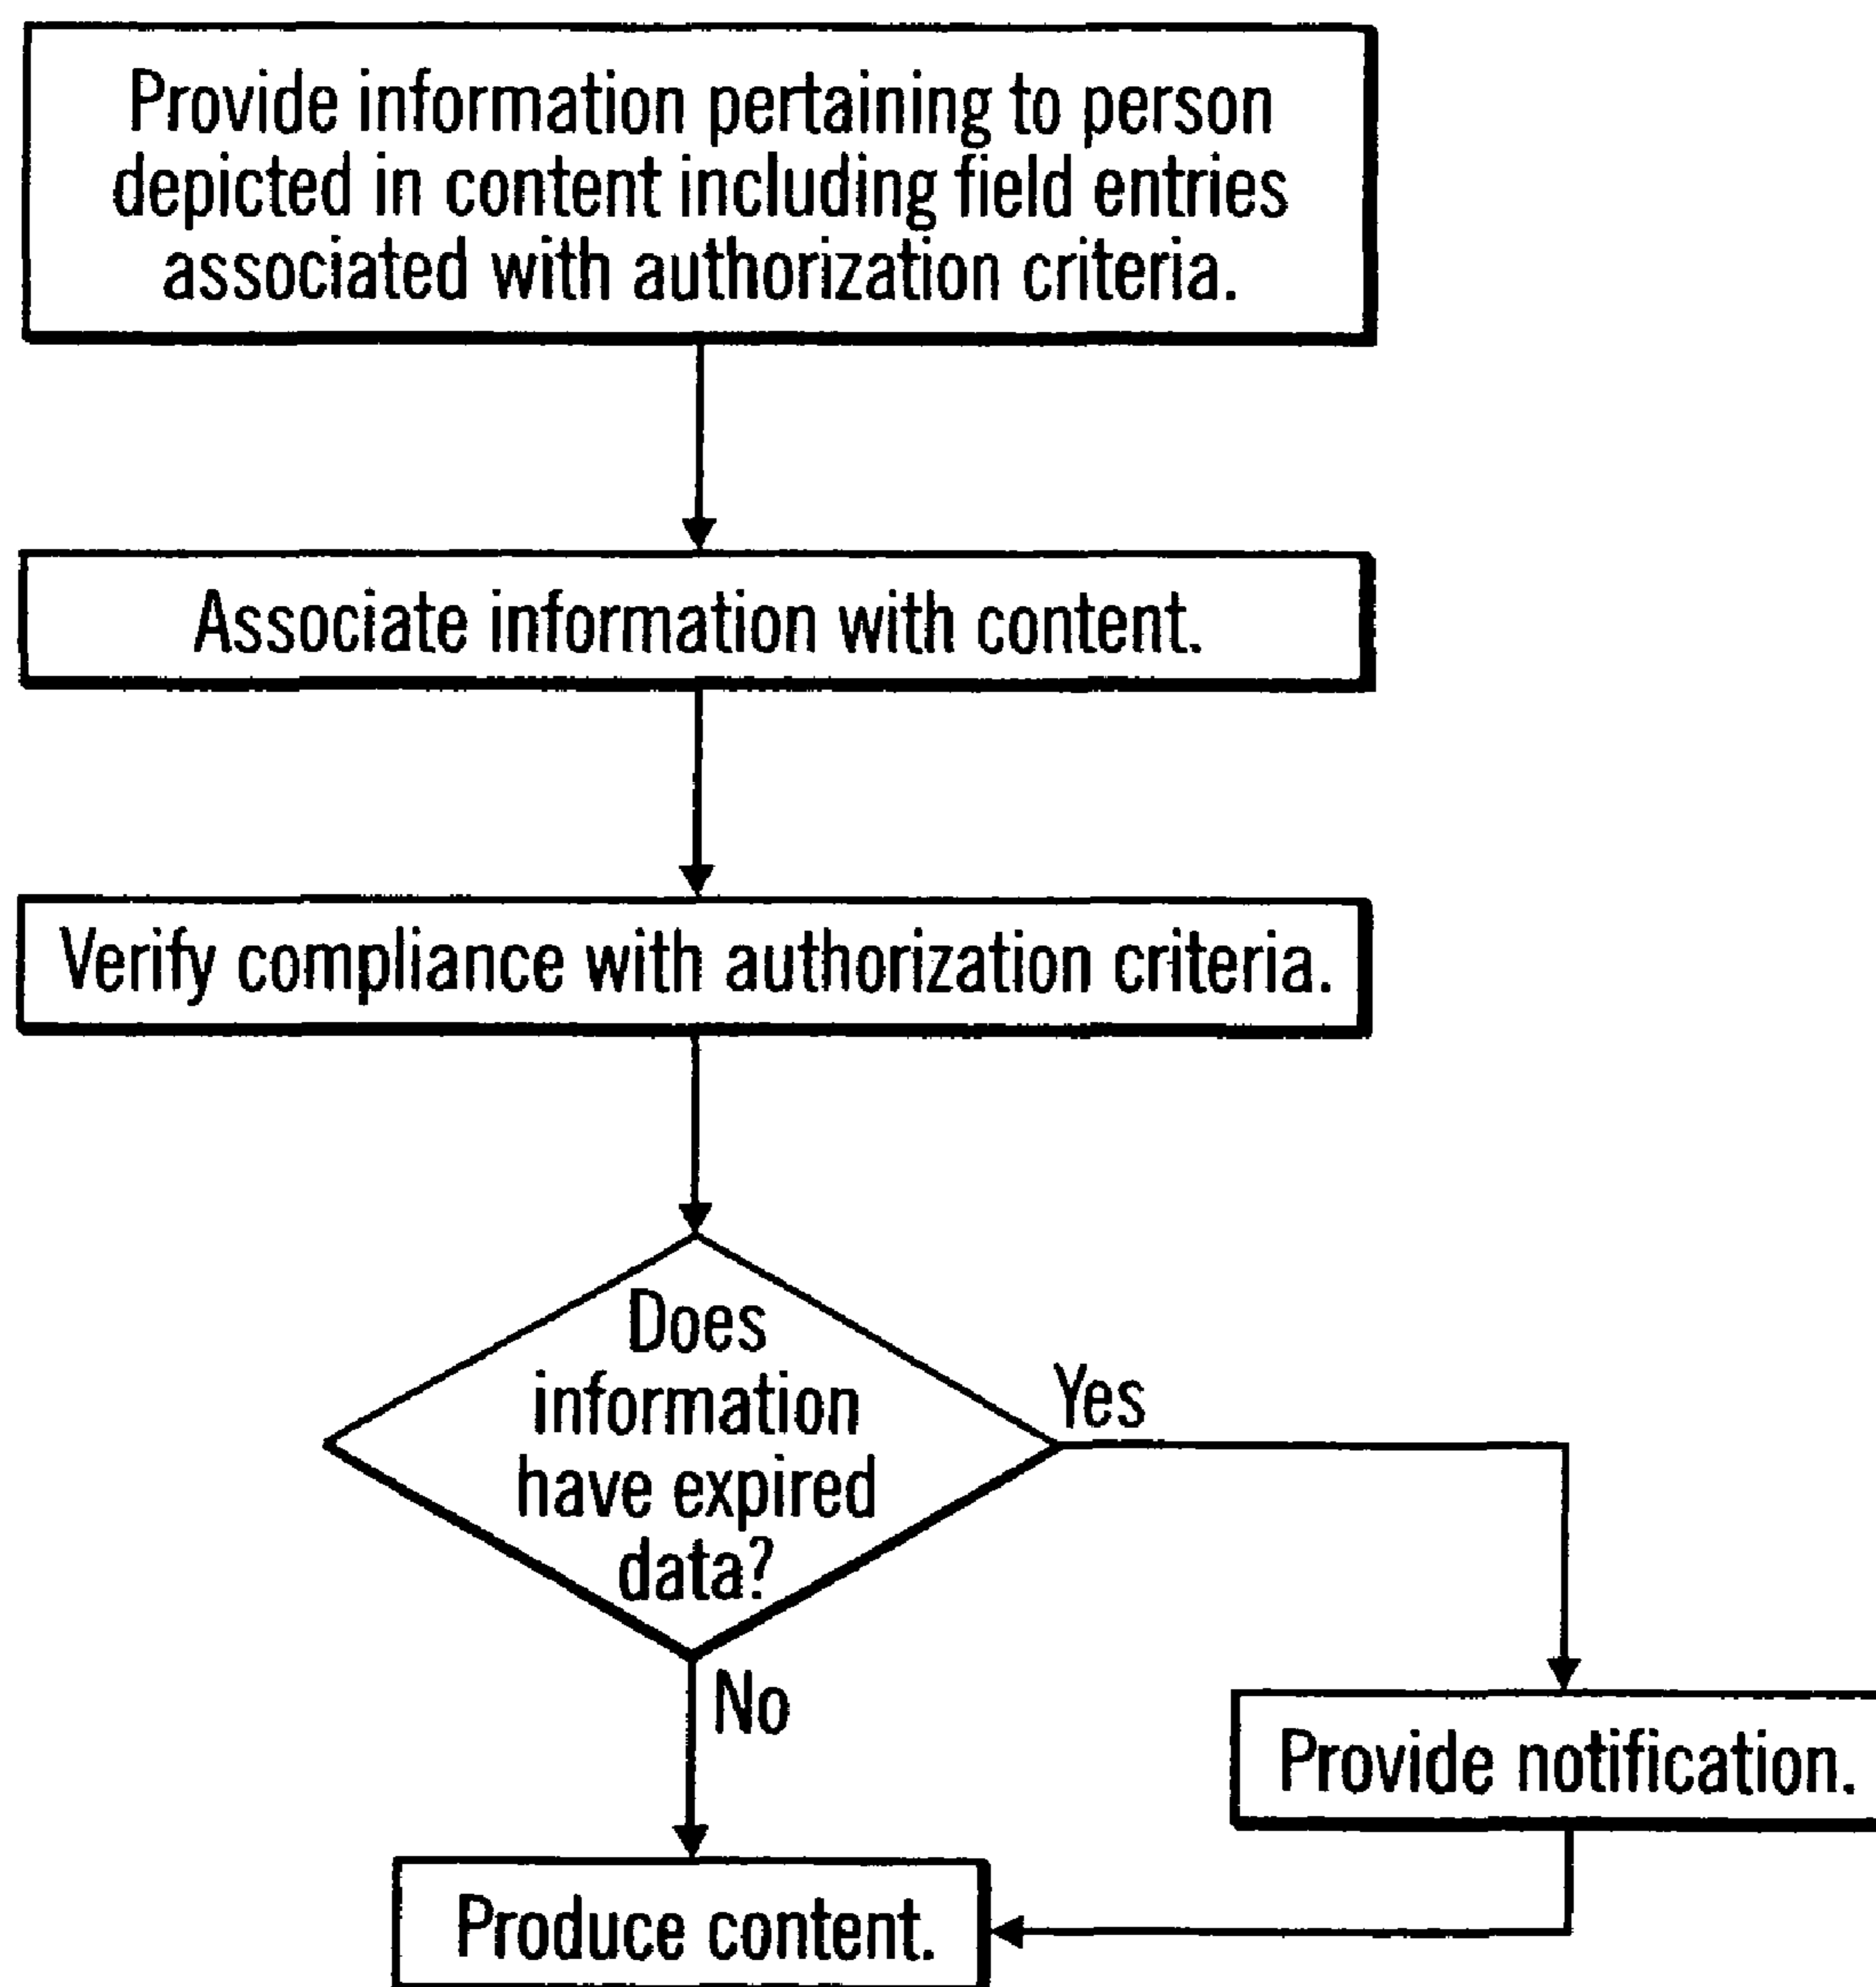 Provide information pertaining to person
depicted in content including field entries
associated with authorization criteria.
Associate information with content.
Verify compliance with authorization criteria.
Does
information
have expired
data?
Yes
No
Provide notification.
Produce content.